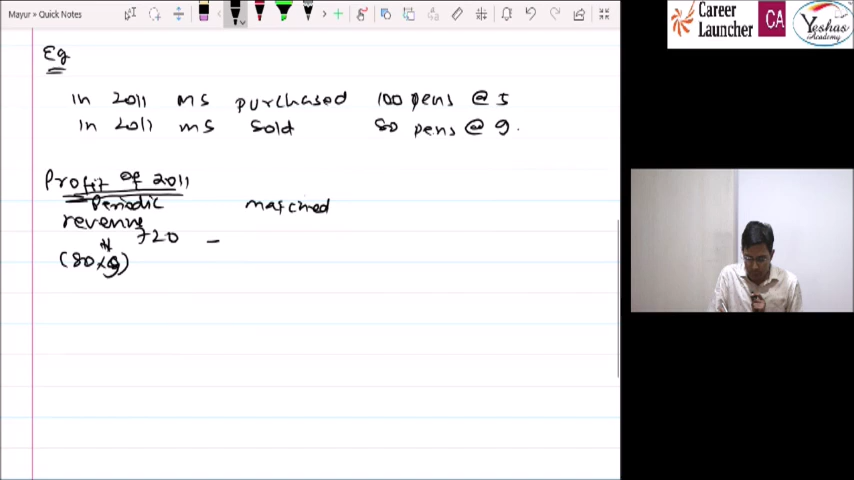 Mayur » Quick Notes
Career Launcher
CA
Yeshas Academy
Eg
in 2011 ms purchased 100 pens @ 5
in 2011 ms sold 80 pens @ 9.
Profit of 2011
Periodic matched
revenue
720 -
(80x9)